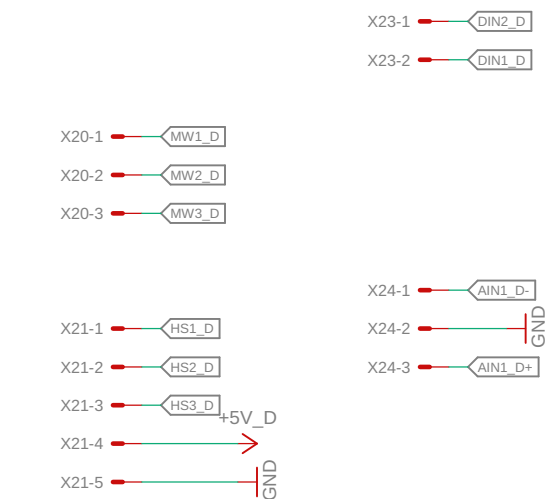 X23-1 DIN2_D
X23-2 DIN1_D
X20-1 MW1_D
X20-2 MW2_D
X20-3 MW3_D
X24-1 AIN1_D-
X24-2 GND
X24-3 AIN1_D+
X21-1 HS1_D
X21-2 HS2_D
X21-3 HS3_D
X21-4 +5V_D
X21-5 GND